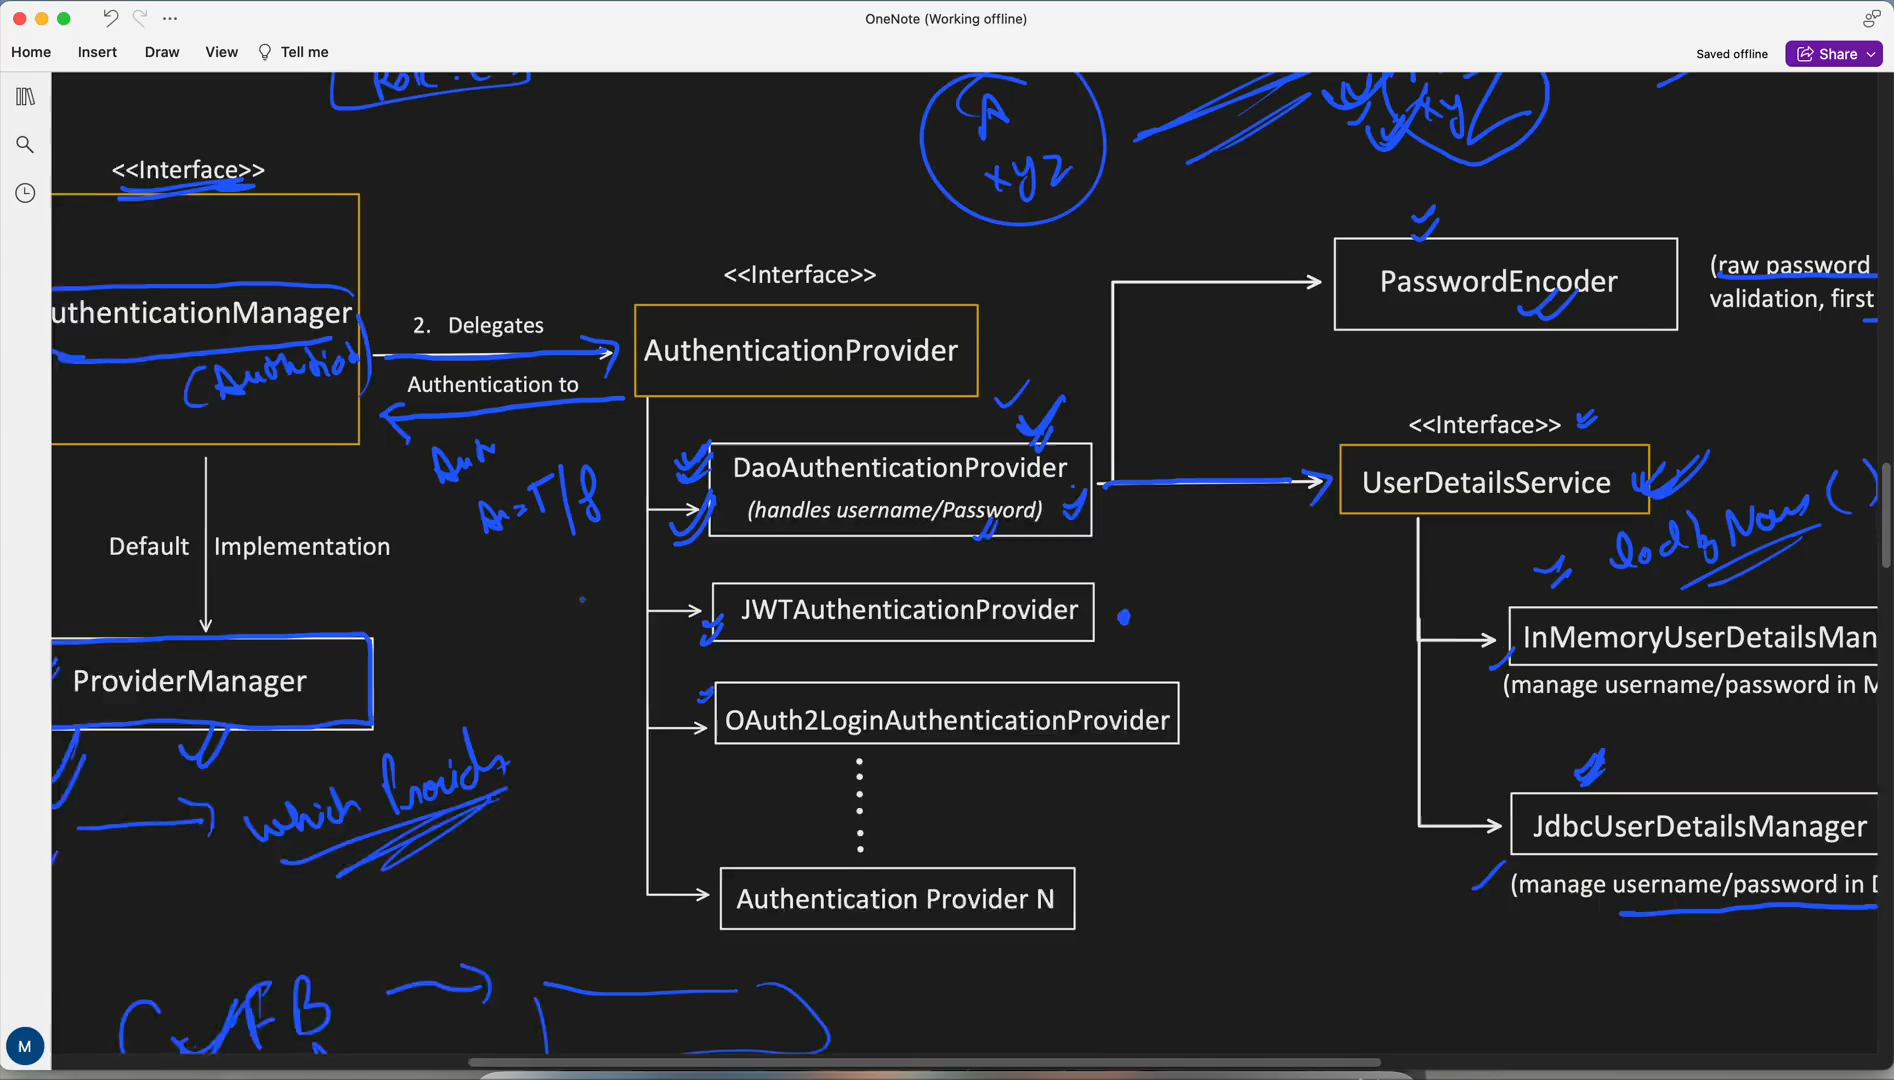 OneNote (Working offline)
Home Insert Draw View Tell me
Saved offline Share
A
xyz
xyz
<<Interface>>
uthenticationManager
2. Delegates
Authentication to
<<Interface>>
AuthenticationProvider
PasswordEncoder
(raw password
validation, first
DaoAuthenticationProvider
(handles username/Password)
<<Interface>>
UserDetailsService
Default Implementation
JWTAuthenticationProvider
InMemoryUserDetailsMan
(manage username/password in M
ProviderManager
which
OAuth2LoginAuthenticationProvider
JdbcUserDetailsManager
(manage username/password in D
Authentication Provider N
M